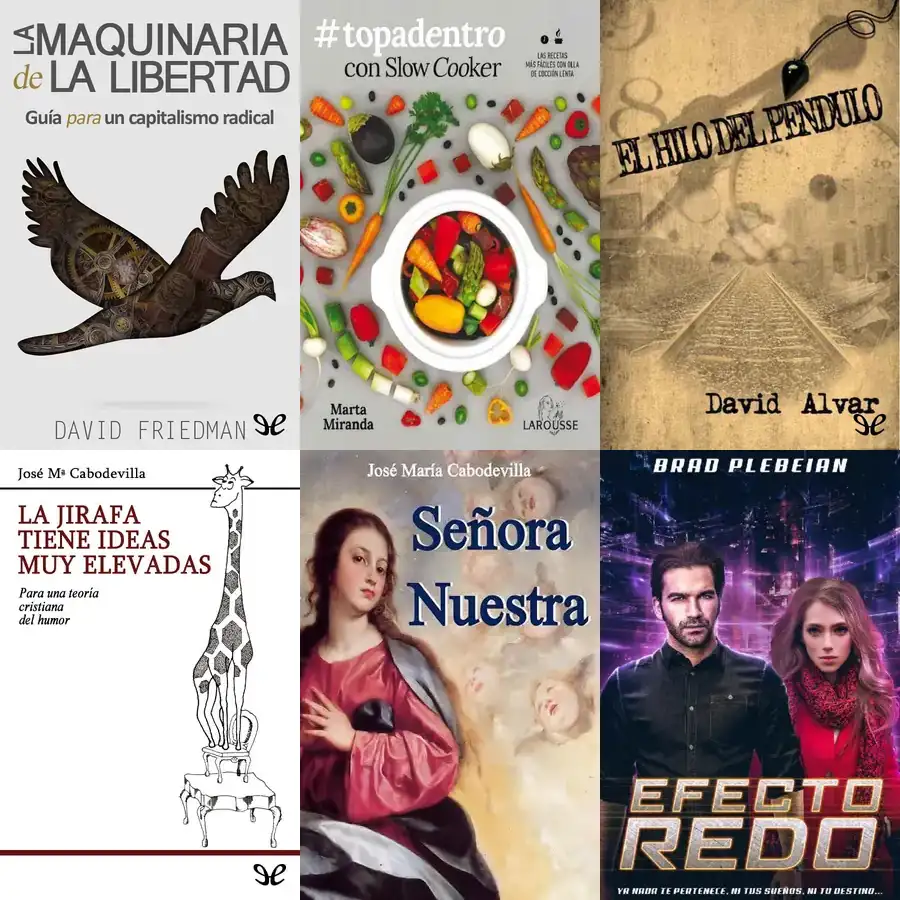 LA MAQUINARIA
de LA LIBERTAD
Guía para un capitalismo radical
DAVID FRIEDMAN
#topadentro
con Slow Cooker
LAS RECETAS
MÁS FÁCILES CON OLLA
DE COCCIÓN LENTA
Marta
Miranda
LAROUSSE
EL HILO DEL PENDULO
David Alvar
José Mª Cabodevilla
LA JIRAFA
TIENE IDEAS
MUY ELEVADAS
Para una teoría
cristiana
del humor
José María Cabodevilla
Señora
Nuestra
BRAD PLEBEIAN
EFECTO
REDO
YA NADA TE PERTENECE, NI TUS SUEÑOS, NI TU DESTINO...